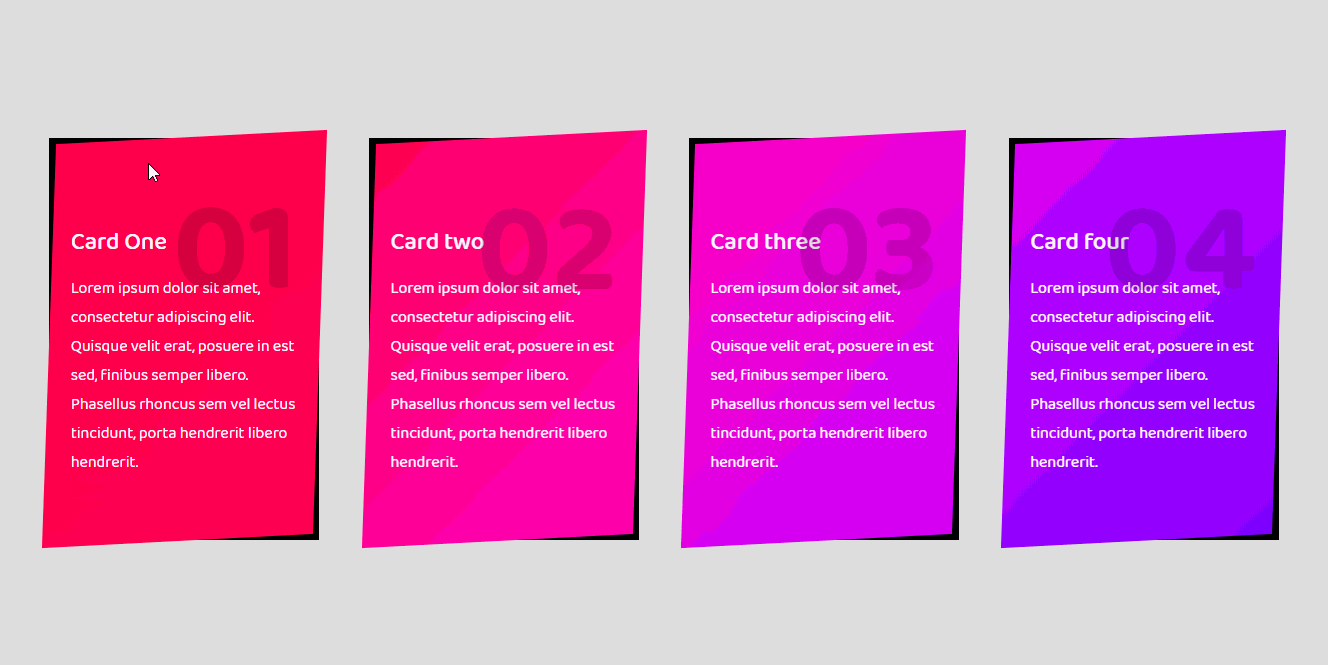 01
Card One
Lorem ipsum dolor sit amet,
consectetur adipiscing elit.
Quisque velit erat, posuere in est
sed, finibus semper libero.
Phasellus rhoncus sem vel lectus
tincidunt, porta hendrerit libero
hendrerit.
02
Card two
Lorem ipsum dolor sit amet,
consectetur adipiscing elit.
Quisque velit erat, posuere in est
sed, finibus semper libero.
Phasellus rhoncus sem vel lectus
tincidunt, porta hendrerit libero
hendrerit.
03
Card three
Lorem ipsum dolor sit amet,
consectetur adipiscing elit.
Quisque velit erat, posuere in est
sed, finibus semper libero.
Phasellus rhoncus sem vel lectus
tincidunt, porta hendrerit libero
hendrerit.
04
Card four
Lorem ipsum dolor sit amet,
consectetur adipiscing elit.
Quisque velit erat, posuere in est
sed, finibus semper libero.
Phasellus rhoncus sem vel lectus
tincidunt, porta hendrerit libero
hendrerit.